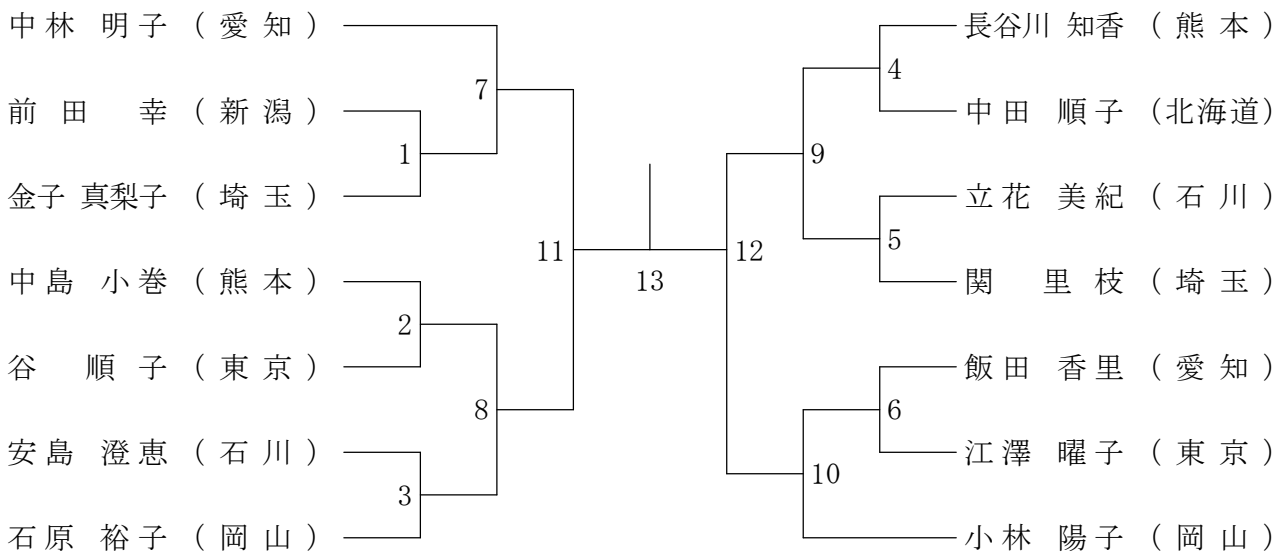 中林 明子 (愛知)
前田 幸 (新潟)
金子 真梨子 (埼玉)
中島 小巻 (熊本)
谷 順子 (東京)
安島 澄恵 (石川)
石原 裕子 (岡山)
7
1
2
8
3
11
13
12
9
10
4
5
6
長谷川 知香 (熊本)
中田 順子 (北海道)
立花 美紀 (石川)
関 里枝 (埼玉)
飯田 香里 (愛知)
江澤 曜子 (東京)
小林 陽子 (岡山)